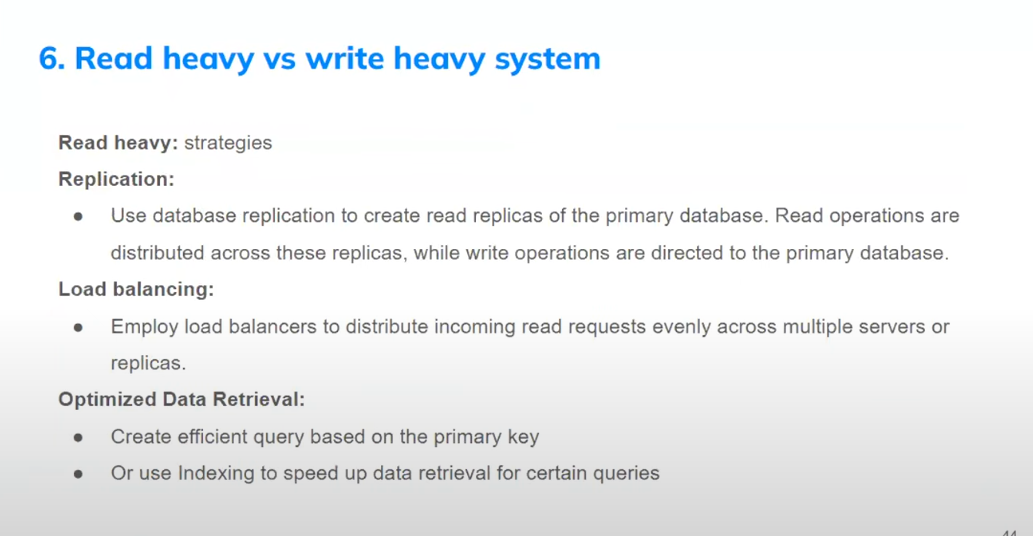 6. Read heavy vs write heavy system
Read heavy: strategies
Replication:
● Use database replication to create read replicas of the primary database. Read operations are
distributed across these replicas, while write operations are directed to the primary database.
Load balancing:
● Employ load balancers to distribute incoming read requests evenly across multiple servers or
replicas.
Optimized Data Retrieval:
● Create efficient query based on the primary key
● Or use Indexing to speed up data retrieval for certain queries